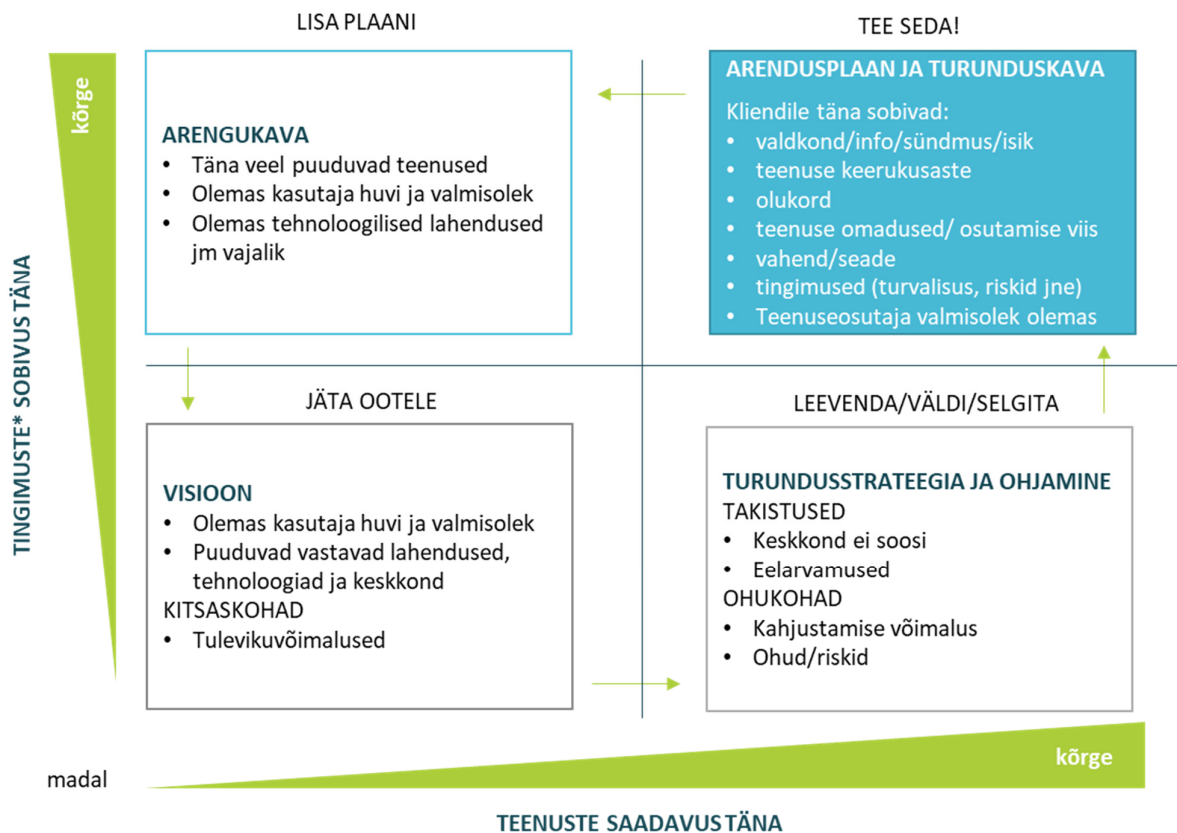 LISA PLAANI
TEE SEDA!
kõrge
TINGIMUSTE* SOBIVUS TÄNA
ARENGUKAVA
• Täna veel puuduvad teenused
• Olemas kasutaja huvi ja valmisolek
• Olemas tehnoloogilised lahendused
jm vajalik
ARENDUSPLAAN JA TURUNDUSKAVA
Kliendile täna sobivad:
• valdkond/info/sündmus/isik
• teenuse keerukusaste
• olukord
• teenuse omadused/ osutamise viis
• vahend/seade
• tingimused (turvalisus, riskid jne)
• Teenuseosutaja valmisolek olemas
JÄTA OOTELE
LEEVENDA/VÄLDI/SELGITA
VISIOON
• Olemas kasutaja huvi ja valmisolek
• Puuduvad vastavad lahendused,
tehnoloogiad ja keskkond
KITSASKOHAD
• Tulevikuvõimalused
TURUNDUSSTRATEEGIA JA OHJAMINE
TAKISTUSED
• Keskkond ei soosi
• Eelarvamused
OHUKOHAD
• Kahjustamise võimalus
• Ohud/riskid
madal
kõrge
TEENUSTE SAADAVUS TÄNA